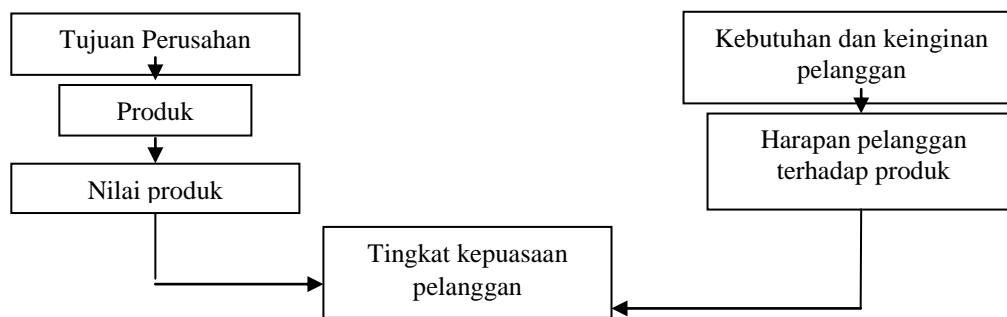 Tujuan Perusahan
Produk
Nilai produk
Kebutuhan dan keinginan
pelanggan
Harapan pelanggan
terhadap produk
Tingkat kepuasaan
pelanggan